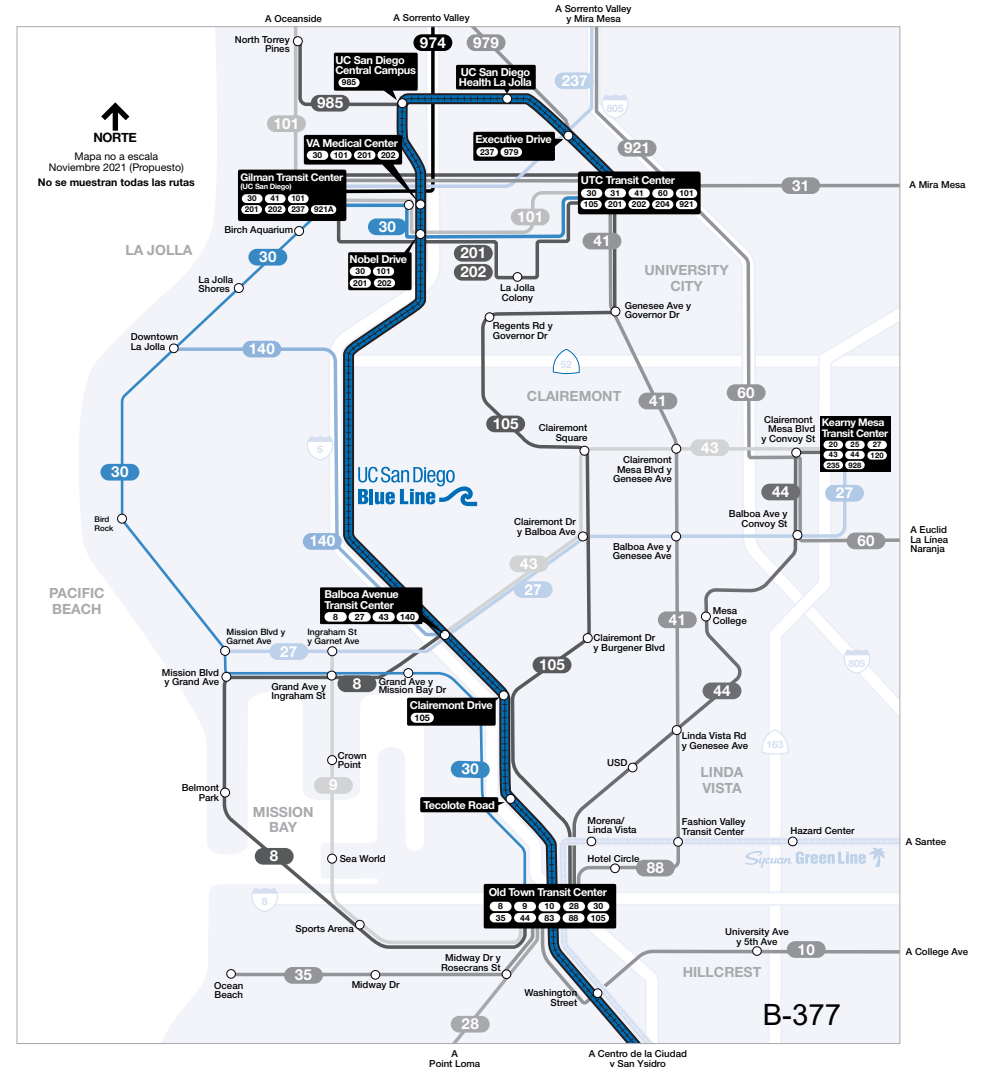 A Oceanside
A Sorrento Valley
A Sorrento Valley
y Mira Mesa
North Torrey
Pines
974
979
UC San Diego
Central Campus
985
UC San Diego
Health La Jolla
237
805
985
101
NORTE
Mapa no a escala
Noviembre 2021 (Propuesto)
No se muestran todas las rutas
VA Medical Center
30 101 201 202
Executive Drive
237 979
921
Gilman Transit Center
(UC San Diego)
30 41 101
201 202 237 921A
UTC Transit Center
30 31 41 60 101
105 201 202 204 921
31
A Mira Mesa
101
30
Birch Aquarium
41
LA JOLLA
30
201
202
Nobel Drive
30 101
201 202
La Jolla
Colony
UNIVERSITY
CITY
La Jolla
Shores
Genesee Ave y
Governor Dr
Regents Rd y
Governor Dr
Downtown
La Jolla
140
52
CLAIREMONT
41
60
105
Clairemont
Square
Clairemont
Mesa Blvd
y Convoy St
Kearny Mesa
Transit Center
20 25 27
43 44 120
235 928
5
43
Clairemont
Mesa Blvd y
Genesee Ave
30
UC San Diego
Blue Line
44
27
Bird
Rock
Clairemont Dr
y Balboa Ave
Balboa Ave y
Convoy St
140
Balboa Ave y
Genesee Ave
60
A Euclid
La Línea
Naranja
43
27
PACIFIC
BEACH
Balboa Avenue
Transit Center
8 27 43 140
41
Mesa
College
Mission Blvd y
Garnet Ave
Ingraham St
y Garnet Ave
27
Clairemont Dr
y Burgener Blvd
805
105
Mission Blvd
y Grand Ave
Grand Ave y
Ingraham St
8
Grand Ave y
Mission Bay Dr
44
Clairemont Drive
105
Linda Vista Rd
y Genesee Ave
163
Crown
Point
30
USD
LINDA
VISTA
9
Belmont
Park
MISSION
BAY
Tecolote Road
Morena/
Linda Vista
Fashion Valley
Transit Center
Hazard Center
A Santee
8
Sea World
Hotel Circle
88
Sycuan Green Line
Old Town Transit Center
8 9 10 28 30
35 44 83 88 105
8
Sports Arena
University Ave
y 5th Ave
10
A College Ave
Midway Dr y
Rosecrans St
35
Ocean
Beach
Midway Dr
HILLCREST
Washington
Street
28
B-377
A
Point Loma
A Centro de la Ciudad
y San Ysidro